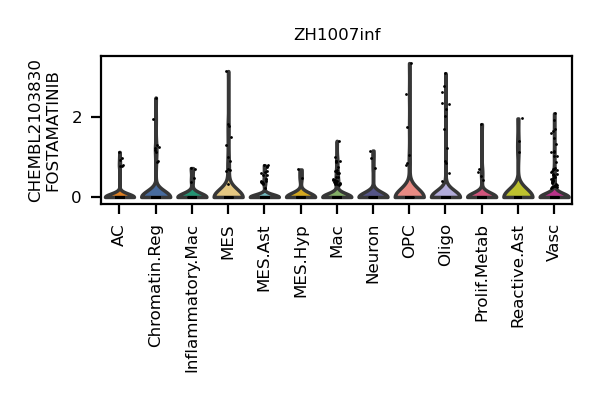 ZH1007inf
CHEMBL2103830
FOSTAMATINIB
2
0
AC
Chromatin.Reg
Inflammatory.Mac
MES
MES.Ast
MES.Hyp
Mac
Neuron
OPC
Oligo
Prolif.Metab
Reactive.Ast
Vasc